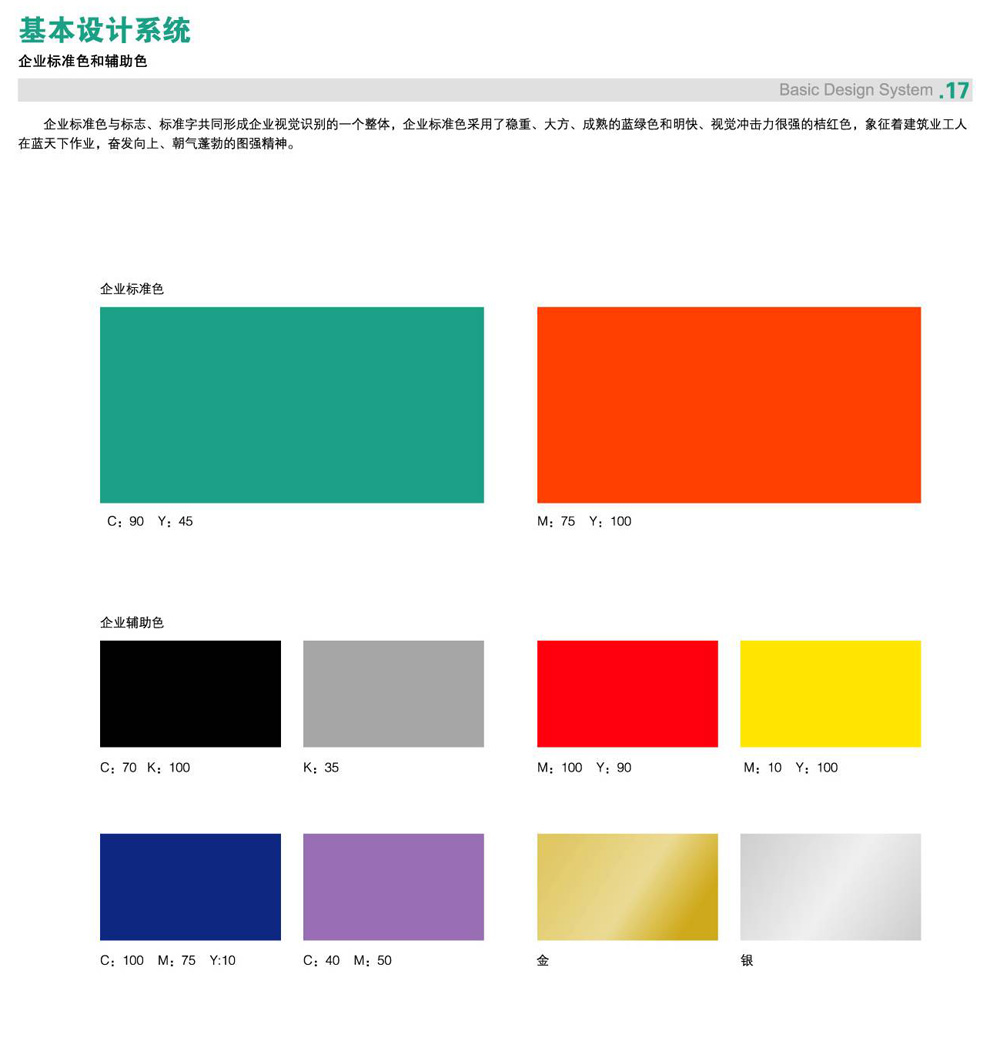 基本设计系统
企业标准色和辅助色
Basic Design System .17
企业标准色与标志、标准字共同形成企业视觉识别的一个整体，企业标准色采用了稳重、大方、成熟的蓝绿色和明快、视觉冲击力很强的桔红色，象征着建筑业工人
在蓝天下作业，奋发向上、朝气蓬勃的图强精神。
企业标准色
C：90 Y：45
M：75 Y：100
企业辅助色
C：70 K：100
K：35
M：100 Y：90
M：10 Y：100
C：100 M：75 Y:10
C：40 M：50
金
银